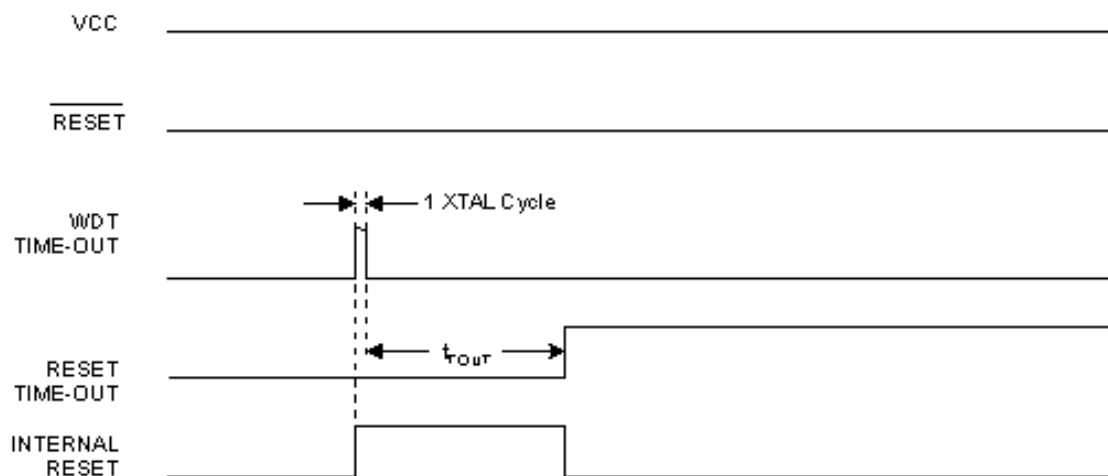 VCC
RESET
1 XTAL Cycle
WDT
TIME-OUT
tTOUT
RESET
TIME-OUT
INTERNAL
RESET